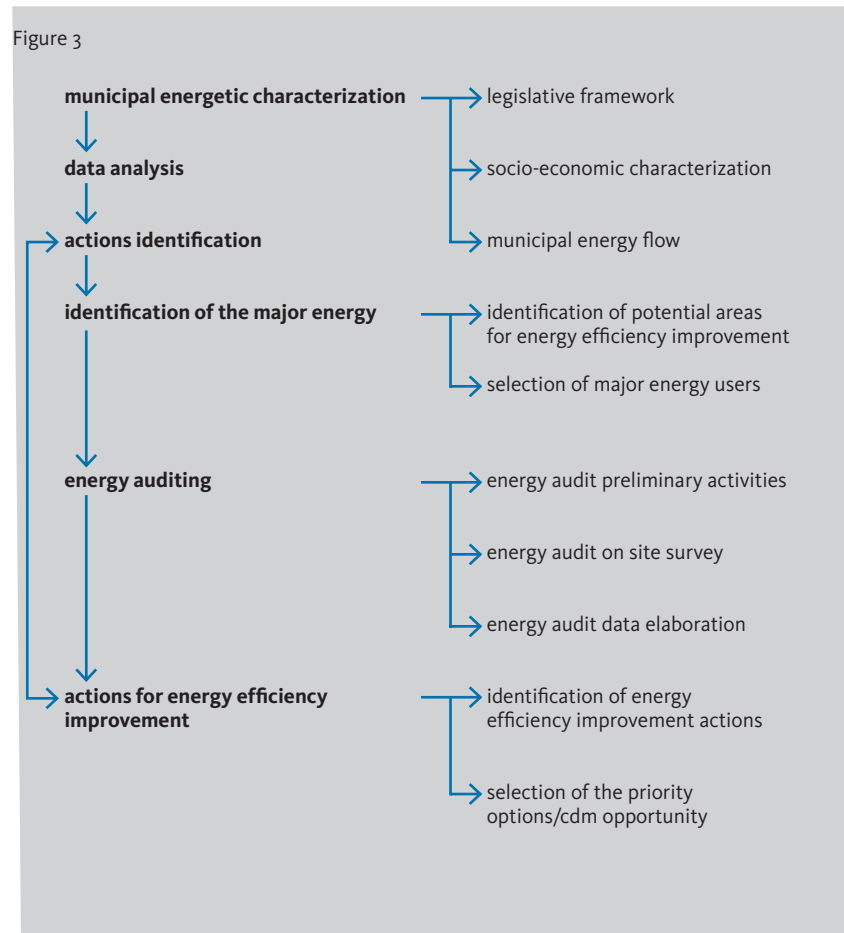 Figure 3
municipal energetic characterization
legislative framework
data analysis
socio-economic characterization
actions identification
municipal energy flow
identification of the major energy
identification of potential areas
for energy efficiency improvement
selection of major energy users
energy auditing
energy audit preliminary activities
energy audit on site survey
energy audit data elaboration
actions for energy efficiency
improvement
identification of energy
efficiency improvement actions
selection of the priority
options/cdm opportunity